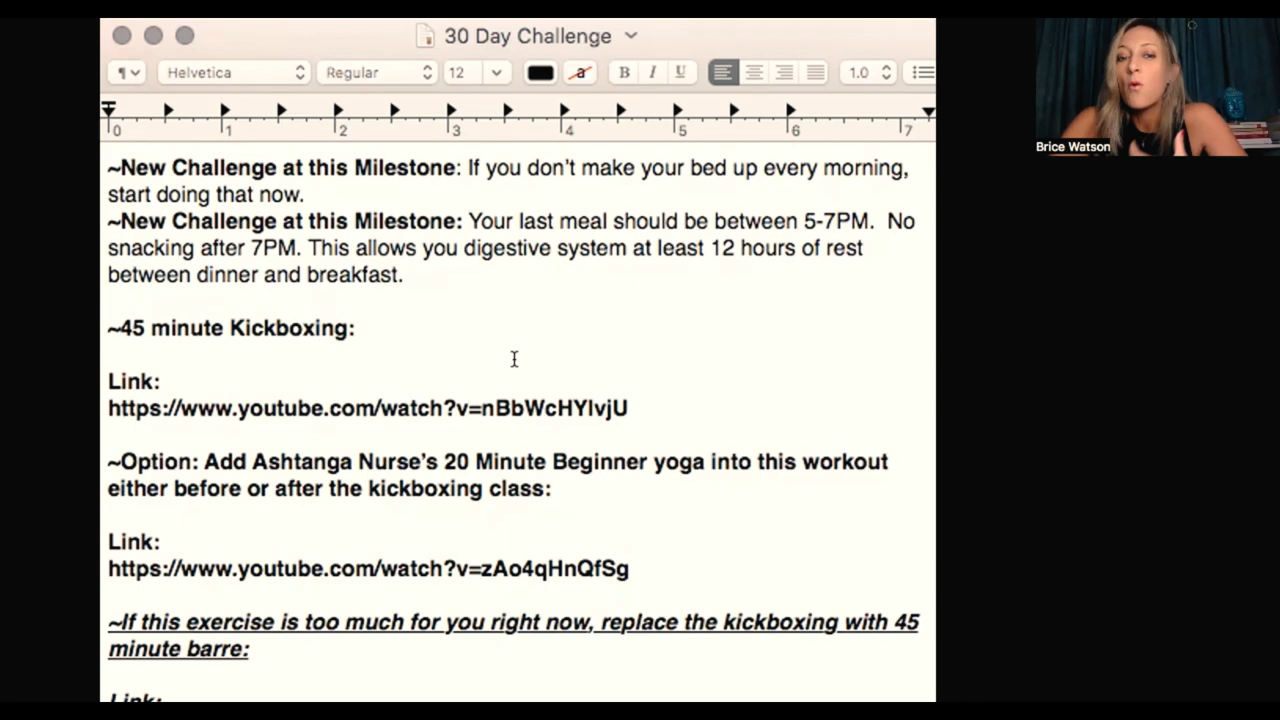 30 Day Challenge
Helvetica Regular 12 a B I U 1.0
0 1 2 3 4 5 6 7
~New Challenge at this Milestone: If you don't make your bed up every morning,
start doing that now.
~New Challenge at this Milestone: Your last meal should be between 5-7PM. No
snacking after 7PM. This allows you digestive system at least 12 hours of rest
between dinner and breakfast.
~45 minute Kickboxing:
Link:
https://www.youtube.com/watch?v=nBbWcHYIvjU
~Option: Add Ashtanga Nurse's 20 Minute Beginner yoga into this workout
either before or after the kickboxing class:
Link:
https://www.youtube.com/watch?v=zAo4qHnQfSg
~If this exercise is too much for you right now, replace the kickboxing with 45
minute barre:
Link:
Brice Watson